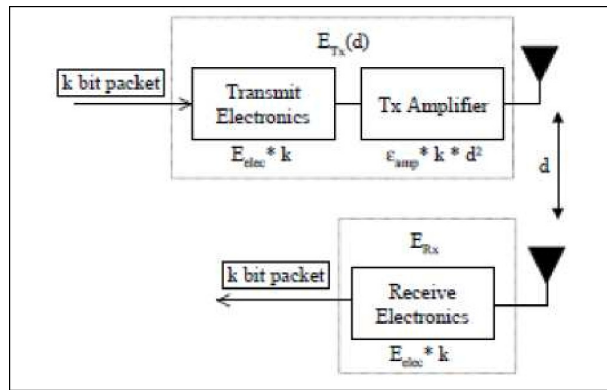 E_Tx(d)
k bit packet
Transmit
Electronics
Tx Amplifier
E_elec * k
ε_amp * k * d²
d
E_Rx
k bit packet
Receive
Electronics
E_elec * k